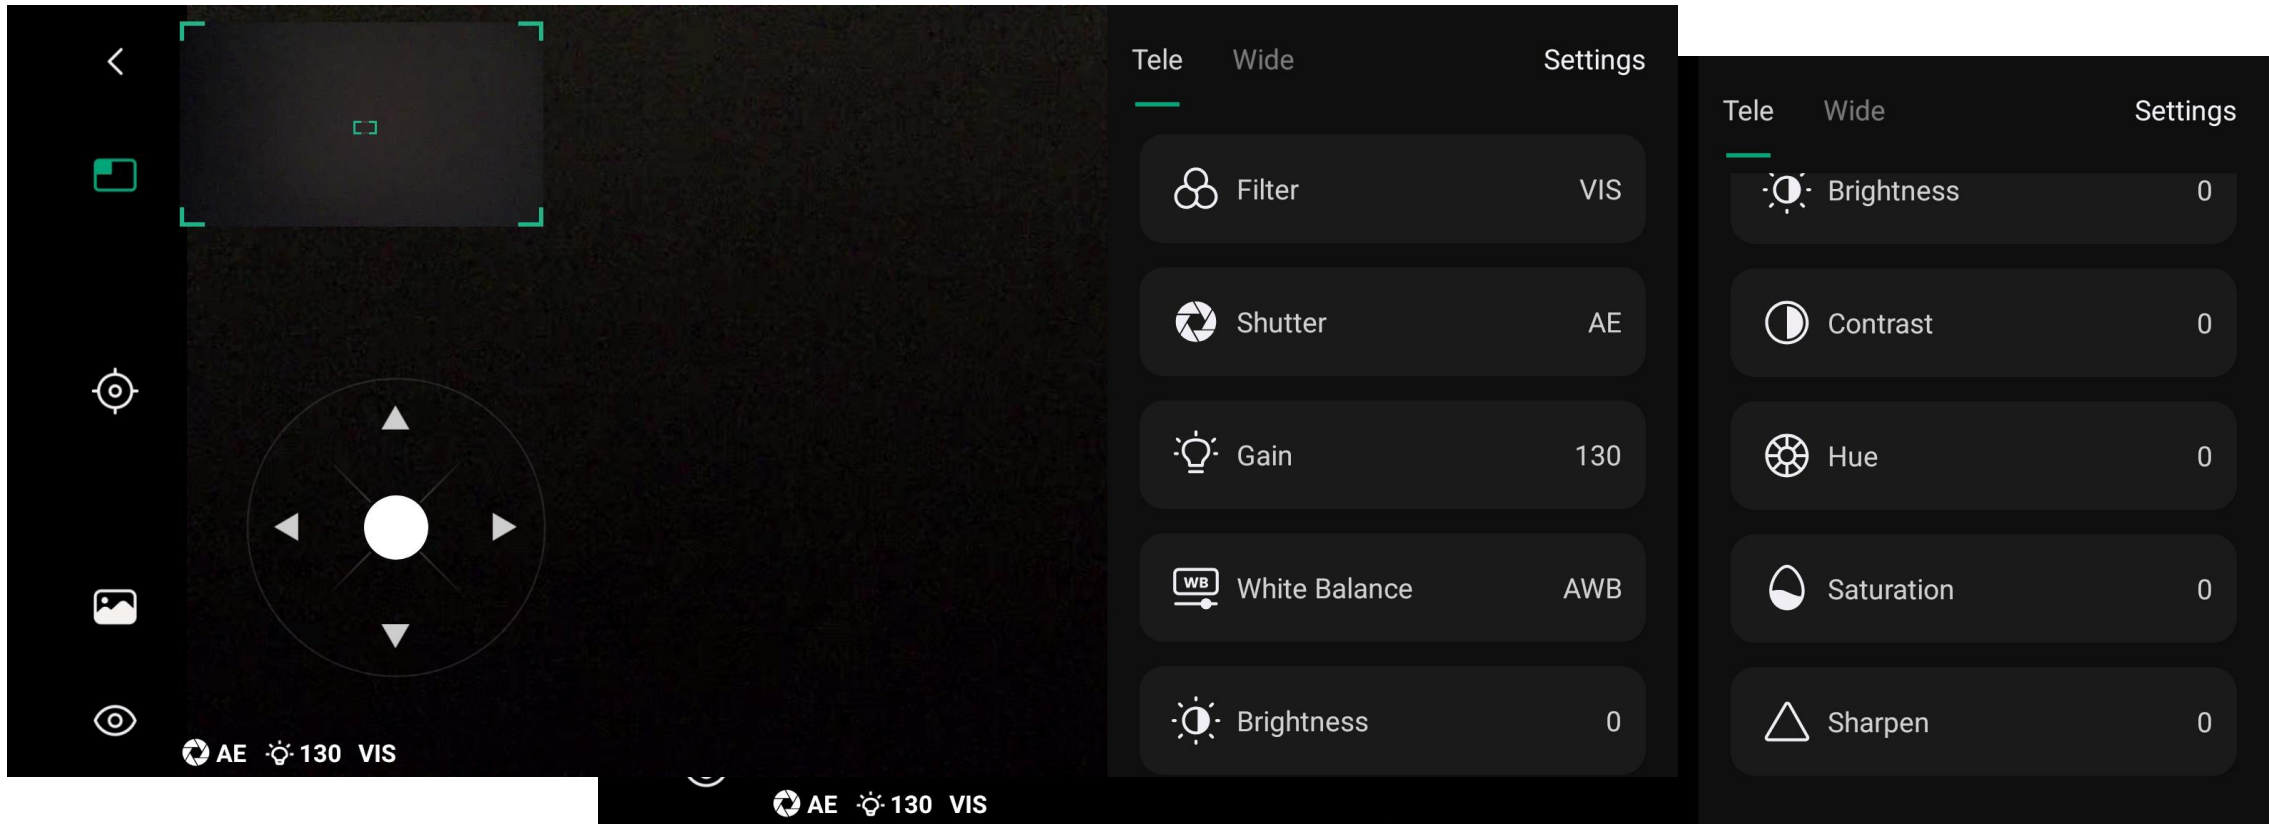 Tele Wide Settings
Filter VIS
Shutter AE
Gain 130
WB White Balance AWB
Brightness 0
AE 130 VIS
Tele Wide Settings
Brightness 0
Contrast 0
Hue 0
Saturation 0
Sharpen 0
AE 130 VIS